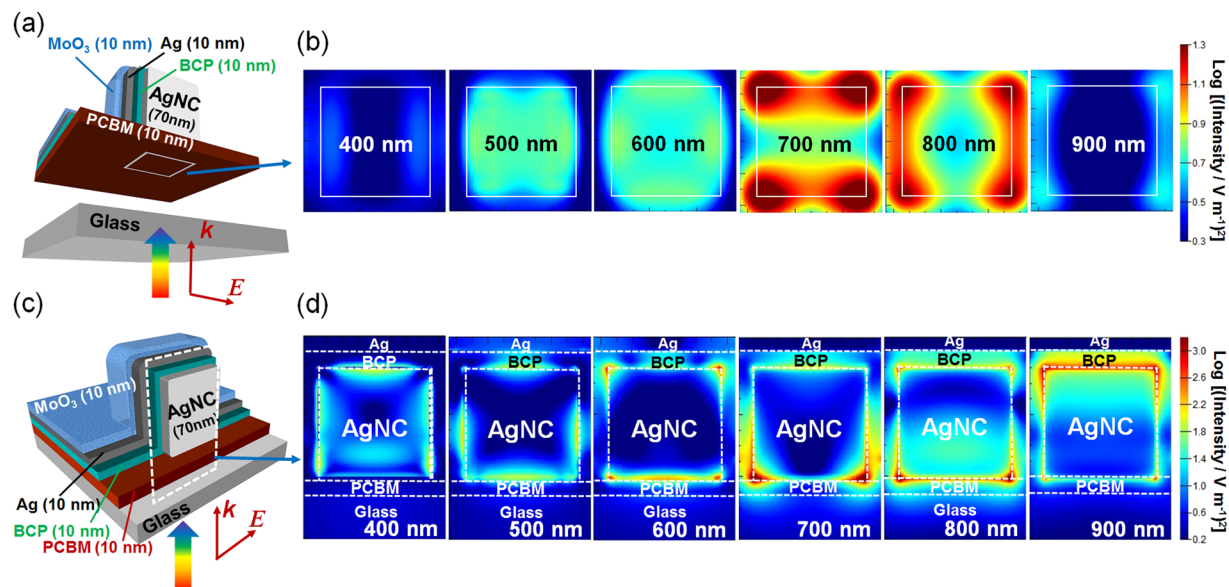 (a)
MoO₃ (10 nm)
Ag (10 nm)
BCP (10 nm)
AgNC
(70nm)
PCBM (10 nm)
Glass
k
E
(b)
400 nm
500 nm
600 nm
700 nm
800 nm
900 nm
1.3
1.1
0.9
0.7
0.5
0.3
Log [(Intensity / V m⁻¹)²]
(c)
MoO₃ (10 nm)
AgNC
(70nm)
Ag (10 nm)
BCP (10 nm)
PCBM (10 nm)
Glass
k
E
(d)
Ag
BCP
AgNC
PCBM
Glass
400 nm
Ag
BCP
AgNC
PCBM
Glass
500 nm
Ag
BCP
AgNC
PCBM
Glass
600 nm
Ag
BCP
AgNC
PCBM
700 nm
Ag
BCP
AgNC
PCBM
Glass
800 nm
Ag
BCP
AgNC
PCBM
900 nm
3.0
2.6
2.2
1.8
1.4
1.0
0.6
0.2
Log [(Intensity / V m⁻¹)²]